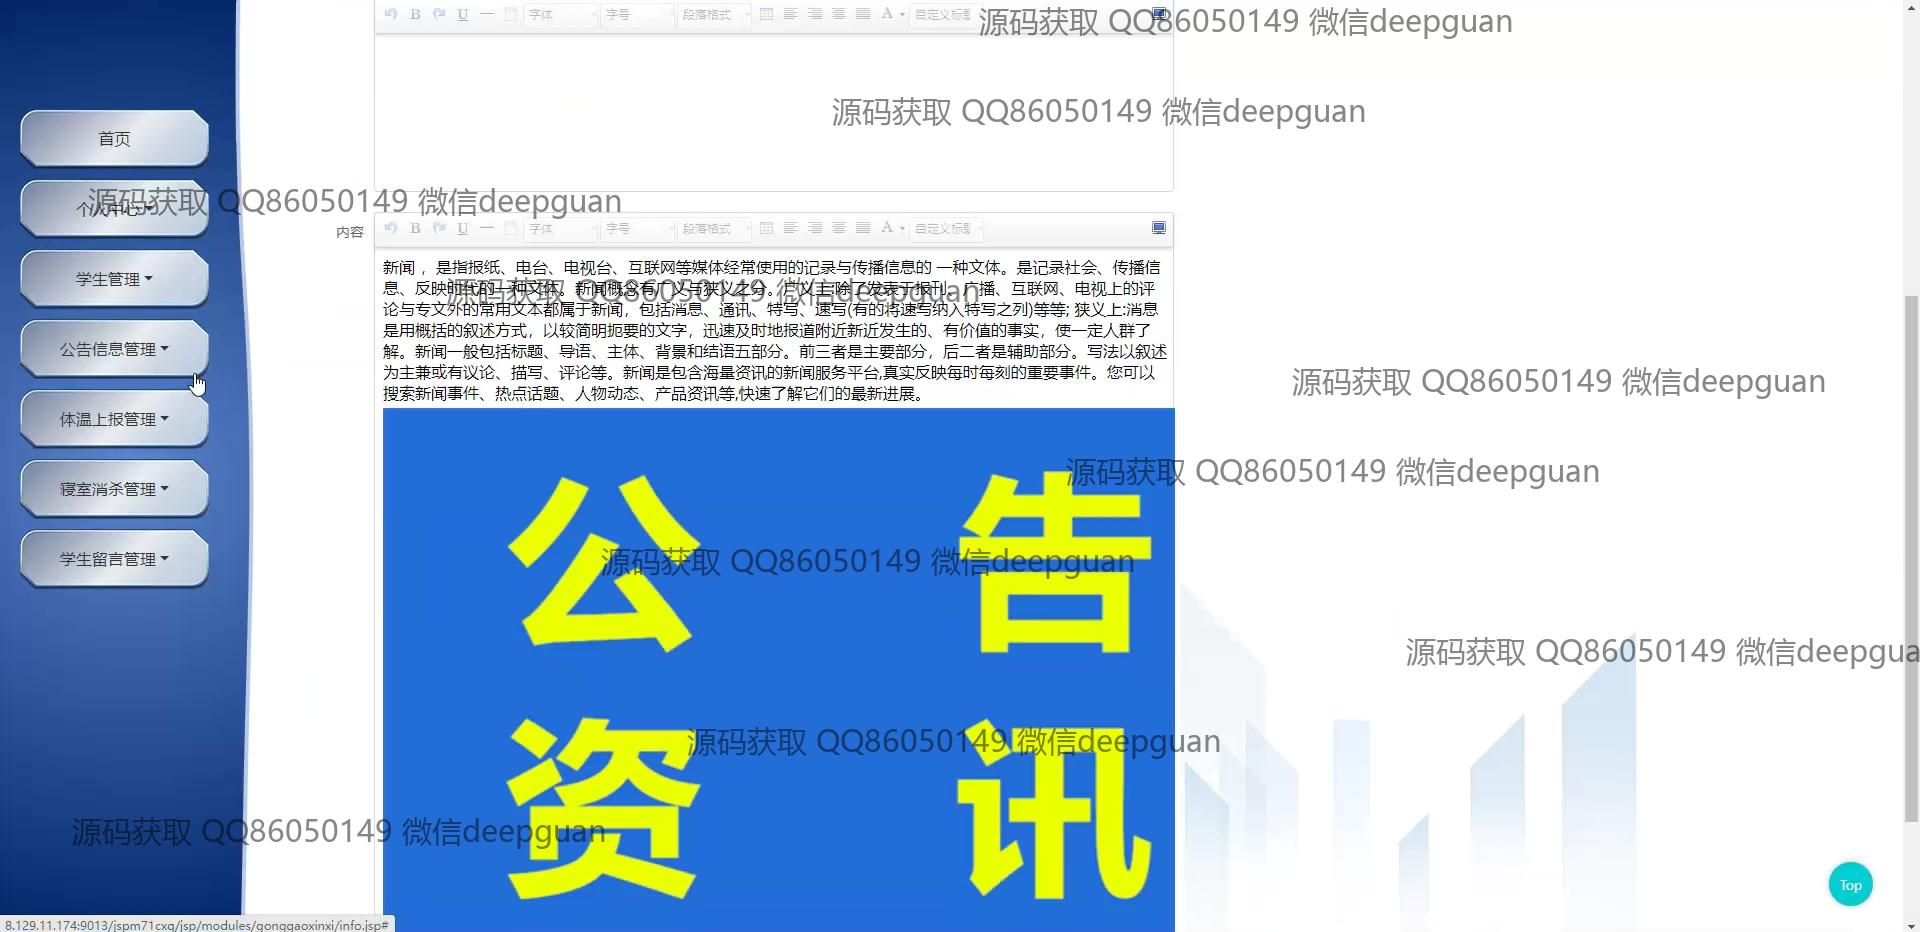 字体 字号 段落格式 A 自定义标题
源码获取 QQ86050149 微信deepguan
源码获取 QQ86050149 微信deepguan
首页
个人中心
源码获取 QQ86050149 微信deepguan
内容
字体 字号 段落格式 A 自定义标题
学生管理
公告信息管理
体温上报管理
寝室消杀管理
学生留言管理
新闻 ，是指报纸、电台、电视台、互联网等媒体经常使用的记录与传播信息的 一种文体。是记录社会、传播信
息、反映时代的一种文体。新闻概念有广义与狭义之分。广义上:除了发表于报刊、广播、互联网、电视上的评
论与专文外的常用文本都属于新闻，包括消息、通讯、特写、速写(有的将速写纳入特写之列)等等; 狭义上:消息
是用概括的叙述方式，以较简明扼要的文字，迅速及时地报道附近新近发生的、有价值的事实，使一定人群了
解。新闻一般包括标题、导语、主体、背景和结语五部分。前三者是主要部分，后二者是辅助部分。写法以叙述
为主兼或有议论、描写、评论等。新闻是包含海量资讯的新闻服务平台,真实反映每时每刻的重要事件。您可以
搜索新闻事件、热点话题、人物动态、产品资讯等,快速了解它们的最新进展。
源码获取 QQ86050149 微信deepguan
源码获取 QQ86050149 微信deepguan
源码获取 QQ86050149 微信deepguan
公 告
源码获取 QQ86050149 微信deepguan
源码获取 QQ86050149 微信deepgua
资 讯
源码获取 QQ86050149 微信deepguan
源码获取 QQ86050149 微信deepguan
Top
8.129.11.174:9013/jspm71cxq/jsp/modules/gonggaoxinxi/info.jsp#